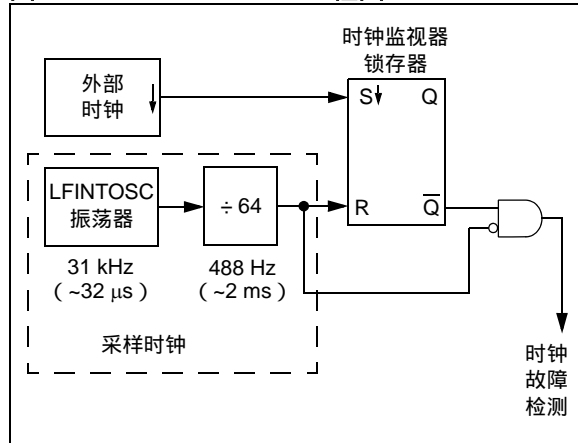 时钟监视器
锁存器
外部
时钟
S
Q
LFINTOSC
振荡器
÷ 64
R
Q
31 kHz
(~32 μs)
488 Hz
(~2 ms)
采样时钟
时钟
故障
检测